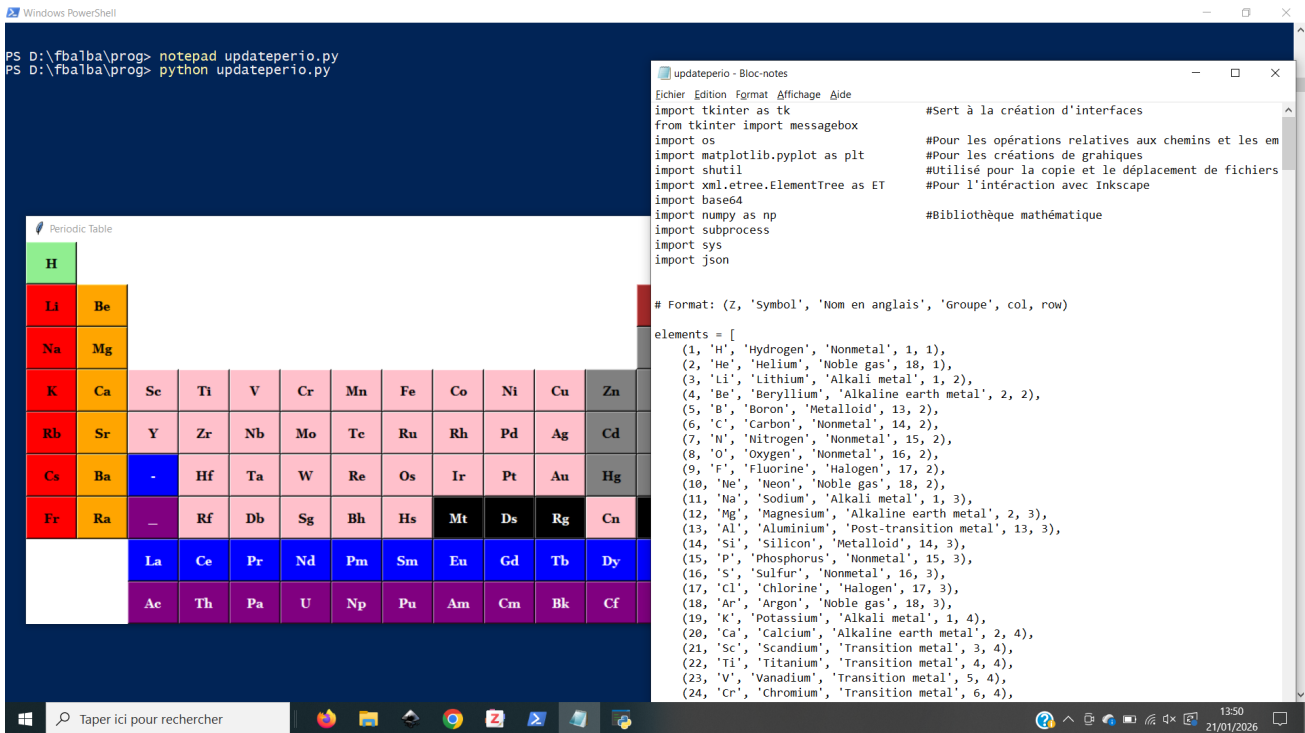 Windows PowerShell
PS D:\fbalba\prog> notepad updateperio.py
PS D:\fbalba\prog> python updateperio.py
Periodic Table
H
Li Be
Na Mg
K Ca Sc Ti V Cr Mn Fe Co Ni Cu Zn
Rb Sr Y Zr Nb Mo Tc Ru Rh Pd Ag Cd
Cs Ba - Hf Ta W Re Os Ir Pt Au Hg
Fr Ra _ Rf Db Sg Bh Hs Mt Ds Rg Cn
La Ce Pr Nd Pm Sm Eu Gd Tb Dy
Ac Th Pa U Np Pu Am Cm Bk Cf
updateperio - Bloc-notes
Fichier Edition Format Affichage Aide
import tkinter as tk #Sert à la création d'interfaces
from tkinter import messagebox
import os #Pour les opérations relatives aux chemins et les em
import matplotlib.pyplot as plt #Pour les créations de grahiques
import shutil #Utilisé pour la copie et le déplacement de fichiers
import xml.etree.ElementTree as ET #Pour l'intéraction avec Inkscape
import base64
import numpy as np #Bibliothèque mathématique
import subprocess
import sys
import json
# Format: (Z, 'Symbol', 'Nom en anglais', 'Groupe', col, row)
elements = [
(1, 'H', 'Hydrogen', 'Nonmetal', 1, 1),
(2, 'He', 'Helium', 'Noble gas', 18, 1),
(3, 'Li', 'Lithium', 'Alkali metal', 1, 2),
(4, 'Be', 'Beryllium', 'Alkaline earth metal', 2, 2),
(5, 'B', 'Boron', 'Metalloid', 13, 2),
(6, 'C', 'Carbon', 'Nonmetal', 14, 2),
(7, 'N', 'Nitrogen', 'Nonmetal', 15, 2),
(8, 'O', 'Oxygen', 'Nonmetal', 16, 2),
(9, 'F', 'Fluorine', 'Halogen', 17, 2),
(10, 'Ne', 'Neon', 'Noble gas', 18, 2),
(11, 'Na', 'Sodium', 'Alkali metal', 1, 3),
(12, 'Mg', 'Magnesium', 'Alkaline earth metal', 2, 3),
(13, 'Al', 'Aluminium', 'Post-transition metal', 13, 3),
(14, 'Si', 'Silicon', 'Metalloid', 14, 3),
(15, 'P', 'Phosphorus', 'Nonmetal', 15, 3),
(16, 'S', 'Sulfur', 'Nonmetal', 16, 3),
(17, 'Cl', 'Chlorine', 'Halogen', 17, 3),
(18, 'Ar', 'Argon', 'Noble gas', 18, 3),
(19, 'K', 'Potassium', 'Alkali metal', 1, 4),
(20, 'Ca', 'Calcium', 'Alkaline earth metal', 2, 4),
(21, 'Sc', 'Scandium', 'Transition metal', 3, 4),
(22, 'Ti', 'Titanium', 'Transition metal', 4, 4),
(23, 'V', 'Vanadium', 'Transition metal', 5, 4),
(24, 'Cr', 'Chromium', 'Transition metal', 6, 4),
Taper ici pour rechercher
13:50
21/01/2026